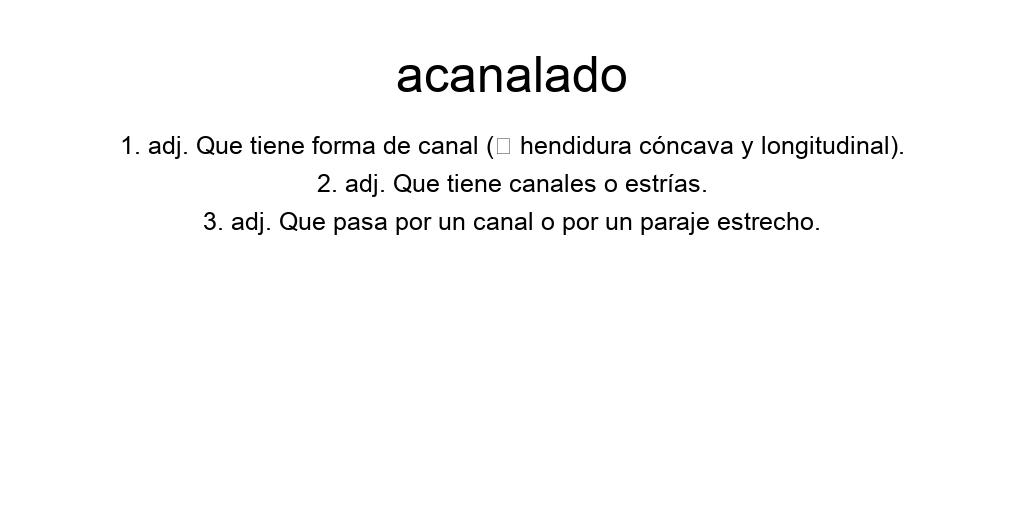 acanalado
1. adj. Que tiene forma de canal (▯ hendidura cóncava y longitudinal).
2. adj. Que tiene canales o estrías.
3. adj. Que pasa por un canal o por un paraje estrecho.